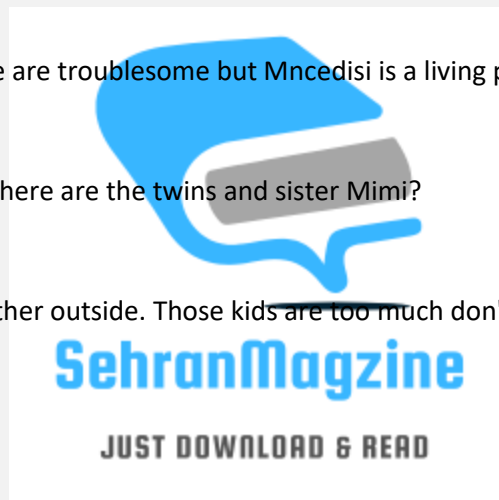 e are troublesome but Mncedisi is a living p
here are the twins and sister Mimi?
ther outside. Those kids are too much don'
SehranMagzine
JUST DOWNLOAD & READ